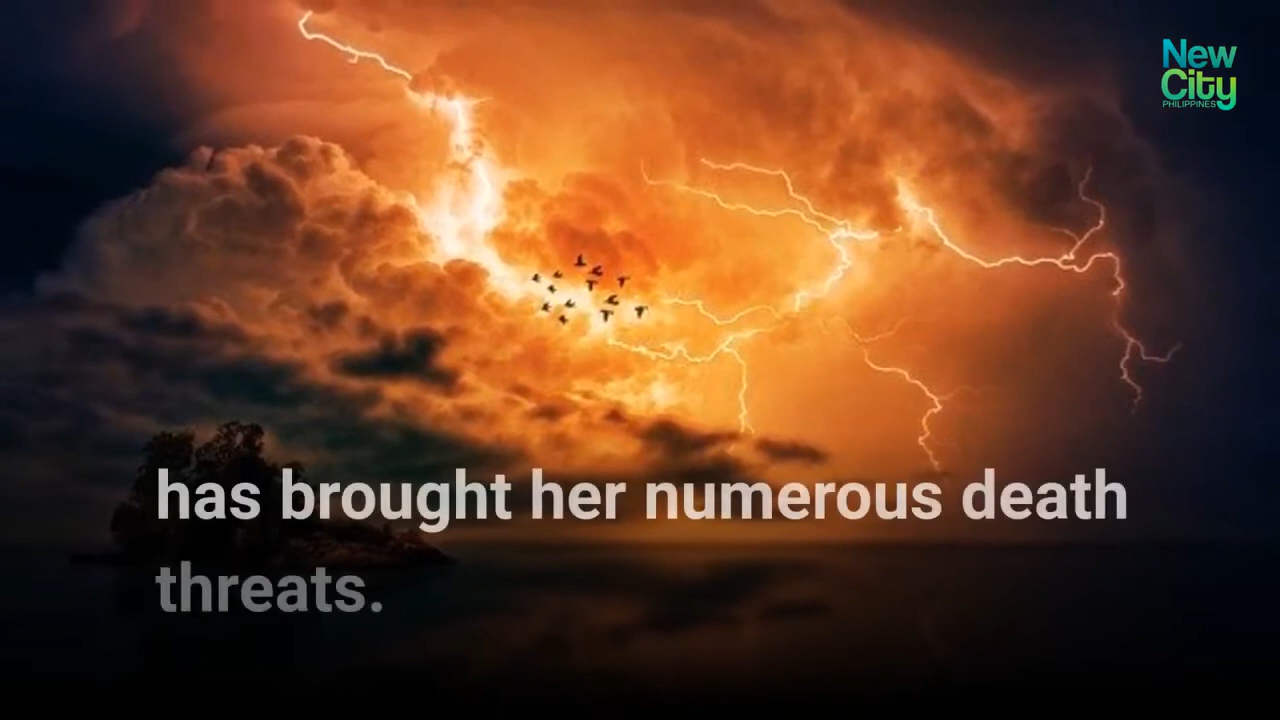 New
City
PHILIPPINES
has brought her numerous death
threats.